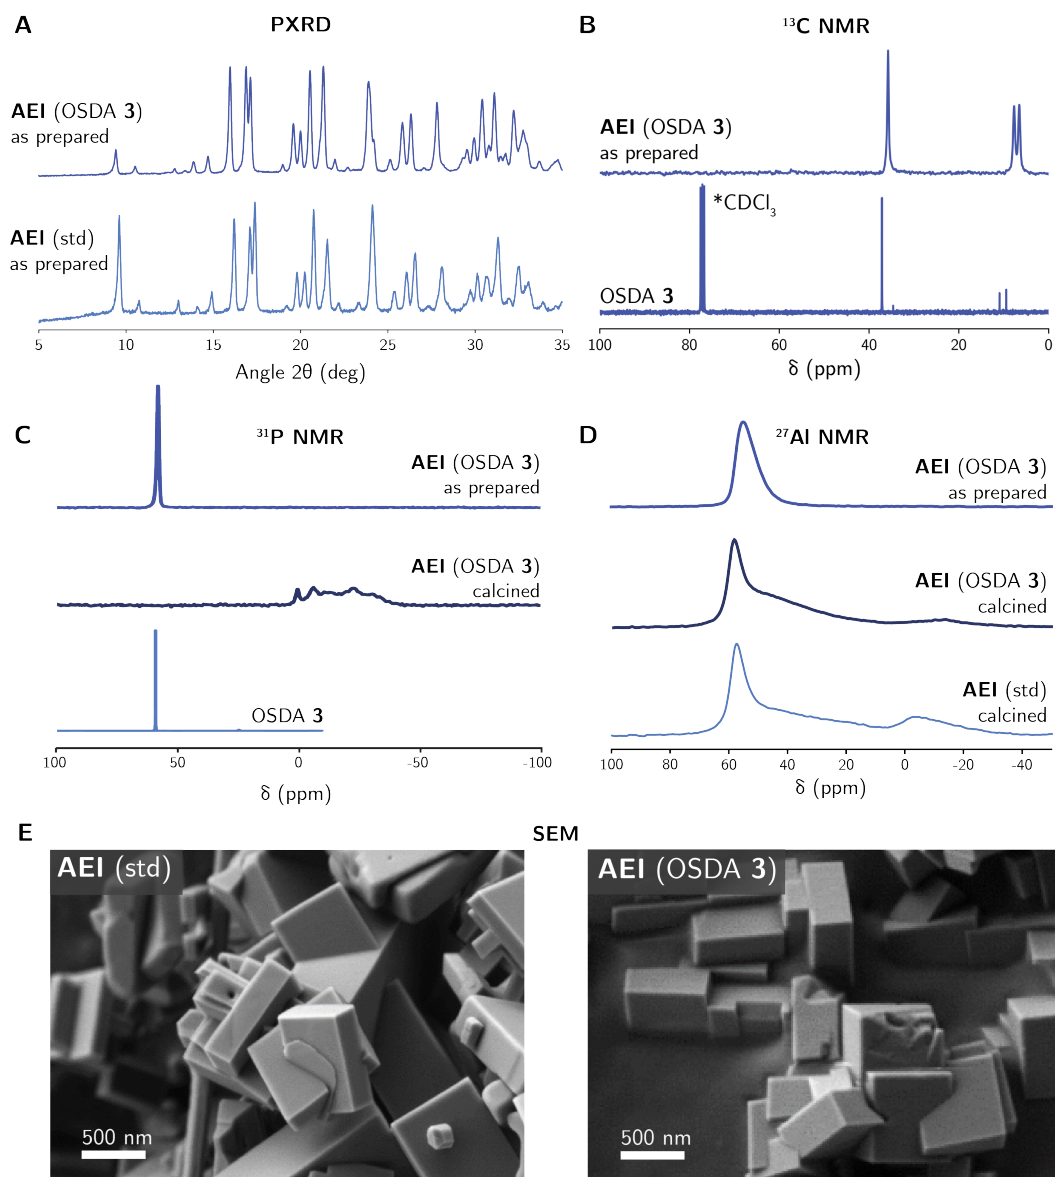 A
PXRD
AEI (OSDA 3)
as prepared
AEI (std)
as prepared
5
10
15
20
25
30
35
Angle 2θ (deg)
B
¹³C NMR
AEI (OSDA 3)
as prepared
*CDCl₃
OSDA 3
100
80
60
40
20
0
δ (ppm)
C
³¹P NMR
AEI (OSDA 3)
as prepared
AEI (OSDA 3)
calcined
OSDA 3
100
50
0
-50
-100
δ (ppm)
D
²⁷Al NMR
AEI (OSDA 3)
as prepared
AEI (OSDA 3)
calcined
AEI (std)
calcined
100
80
60
40
20
0
-20
-40
δ (ppm)
E
SEM
AEI (std)
500 nm
AEI (OSDA 3)
500 nm